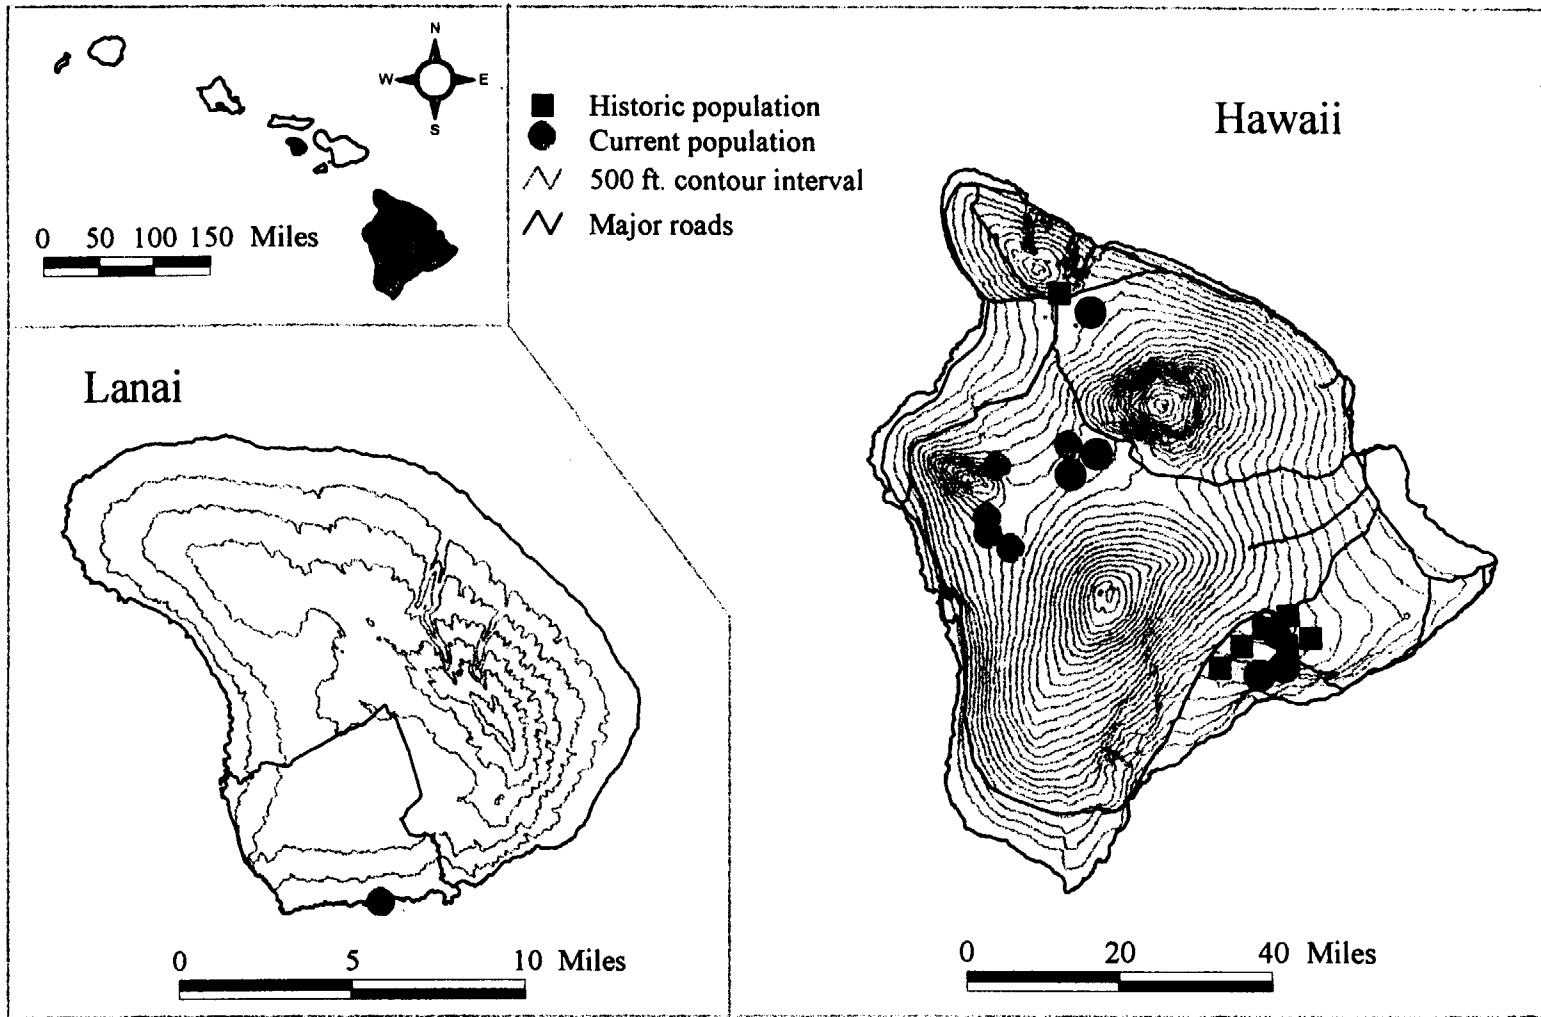 N
W E
S
0 50 100 150 Miles
Historic population
Current population
500 ft. contour interval
Major roads
Hawaii
Lanai
0 5 10 Miles
0 20 40 Miles